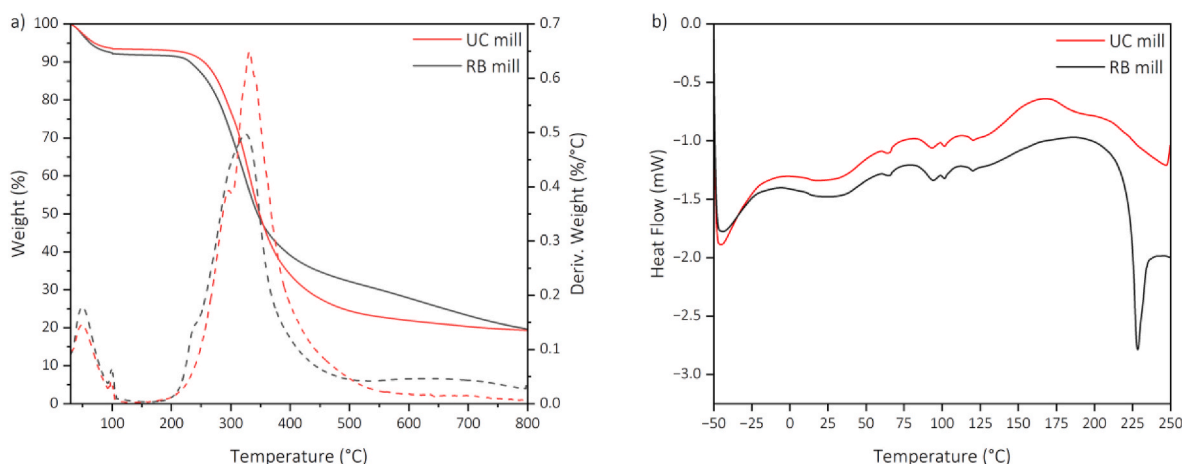 a)
UC mill
RB mill
100
90
80
70
60
50
40
30
20
10
0
Weight (%)
0.7
0.6
0.5
0.4
0.3
0.2
0.1
0.0
Deriv. Weight (%/°C)
100 200 300 400 500 600 700 800
Temperature (°C)
b)
UC mill
RB mill
0.0
−0.5
−1.0
−1.5
−2.0
−2.5
−3.0
Heat Flow (mW)
−50 −25 0 25 50 75 100 125 150 175 200 225 250
Temperature (°C)